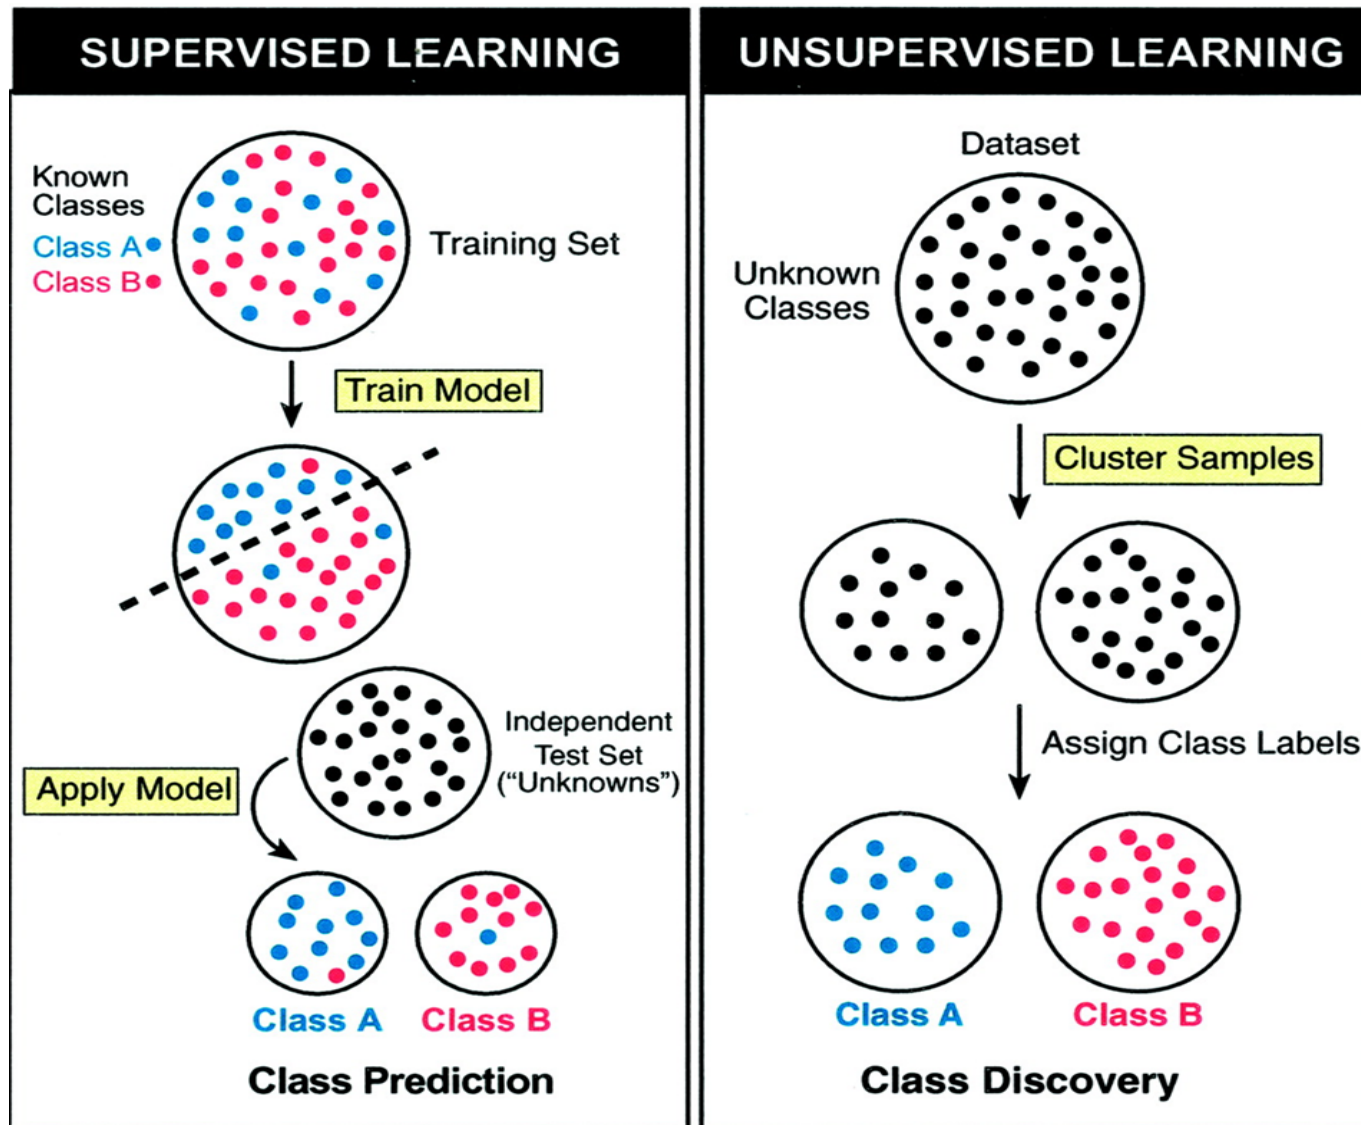 SUPERVISED LEARNING
Known
Classes
Class A
Class B
Training Set
Train Model
Independent
Test Set
(“Unknowns”)
Apply Model
Class A
Class B
Class Prediction
UNSUPERVISED LEARNING
Dataset
Unknown
Classes
Cluster Samples
Assign Class Labels
Class A
Class B
Class Discovery